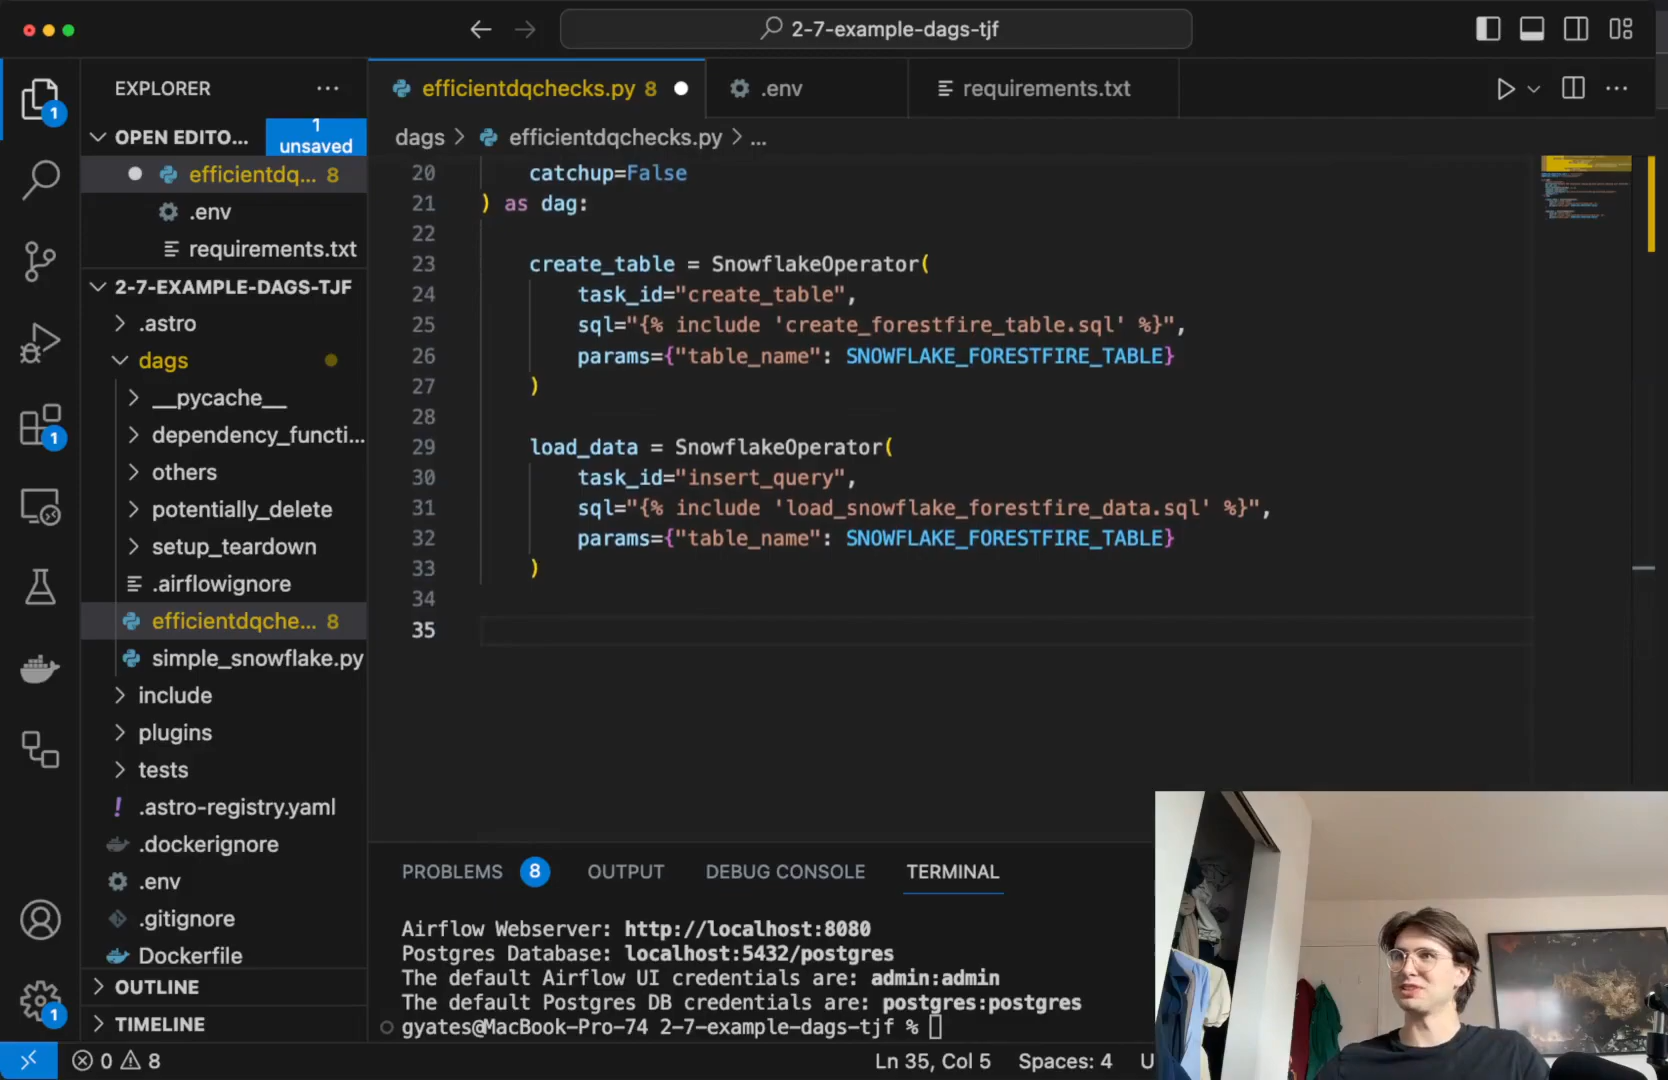 2-7-example-dags-tjf
EXPLORER
efficientdqchecks.py 8
.env
requirements.txt
1
OPEN EDITO...
1 unsaved
dags > efficientdqchecks.py > ...
efficientdq... 8
.env
requirements.txt
2-7-EXAMPLE-DAGS-TJF
.astro
dags
__pycache__
dependency_functi...
others
potentially_delete
setup_teardown
.airflowignore
efficientdqche... 8
simple_snowflake.py
include
plugins
tests
.astro-registry.yaml
.dockerignore
.env
.gitignore
Dockerfile
OUTLINE
TIMELINE
1
1
20 catchup=False
21 ) as dag:
22
23 create_table = SnowflakeOperator(
24 task_id="create_table",
25 sql="{% include 'create_forestfire_table.sql' %}",
26 params={"table_name": SNOWFLAKE_FORESTFIRE_TABLE}
27 )
28
29 load_data = SnowflakeOperator(
30 task_id="insert_query",
31 sql="{% include 'load_snowflake_forestfire_data.sql' %}",
32 params={"table_name": SNOWFLAKE_FORESTFIRE_TABLE}
33 )
34
35
PROBLEMS 8 OUTPUT DEBUG CONSOLE TERMINAL
Airflow Webserver: http://localhost:8080
Postgres Database: localhost:5432/postgres
The default Airflow UI credentials are: admin:admin
The default Postgres DB credentials are: postgres:postgres
gyates@MacBook-Pro-74 2-7-example-dags-tjf %
0 8 Ln 35, Col 5 Spaces: 4 U